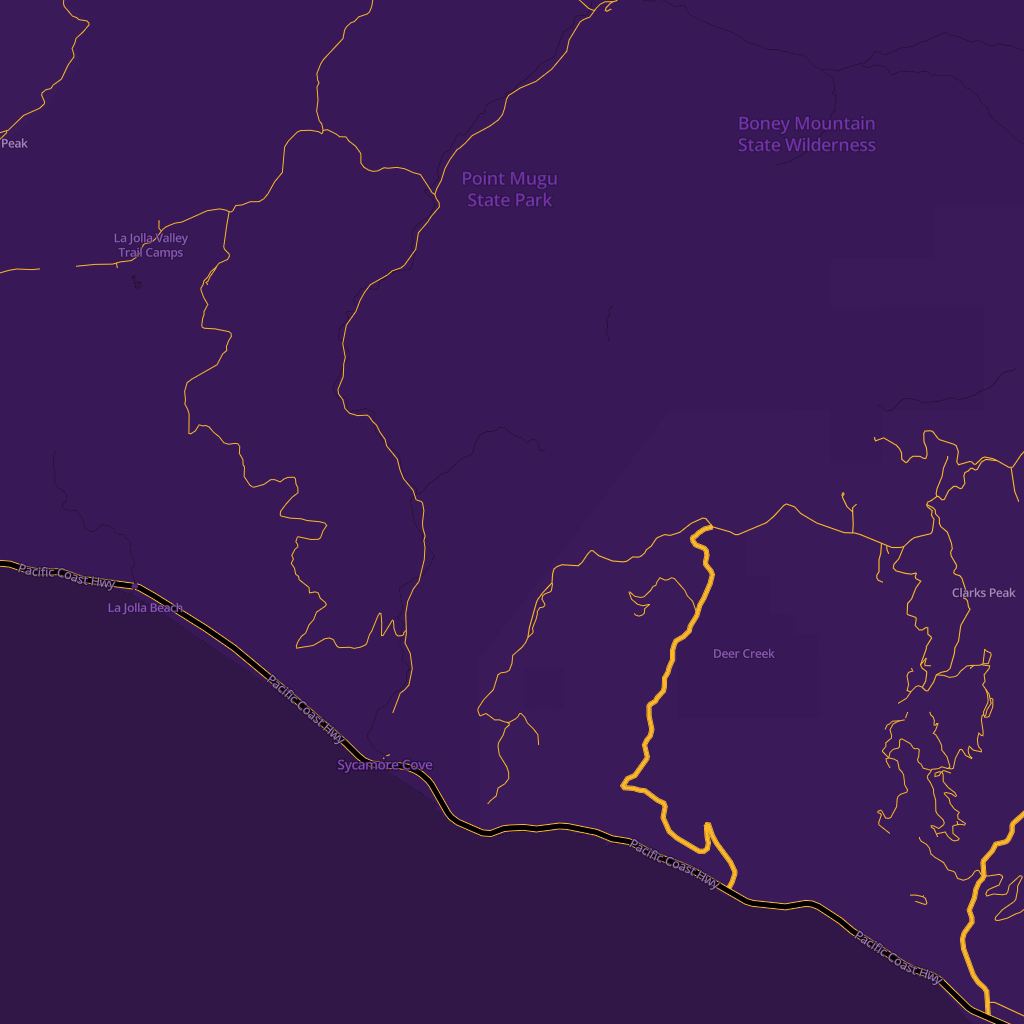 Boney Mountain
State Wilderness
Peak
Point Mugu
State Park
La Jolla Valley
Trail Camps
Pacific Coast Hwy
La Jolla Beach
Clarks Peak
Deer Creek
Pacific Coast Hwy
Sycamore Cove
Pacific Coast Hwy
Pacific Coast Hwy